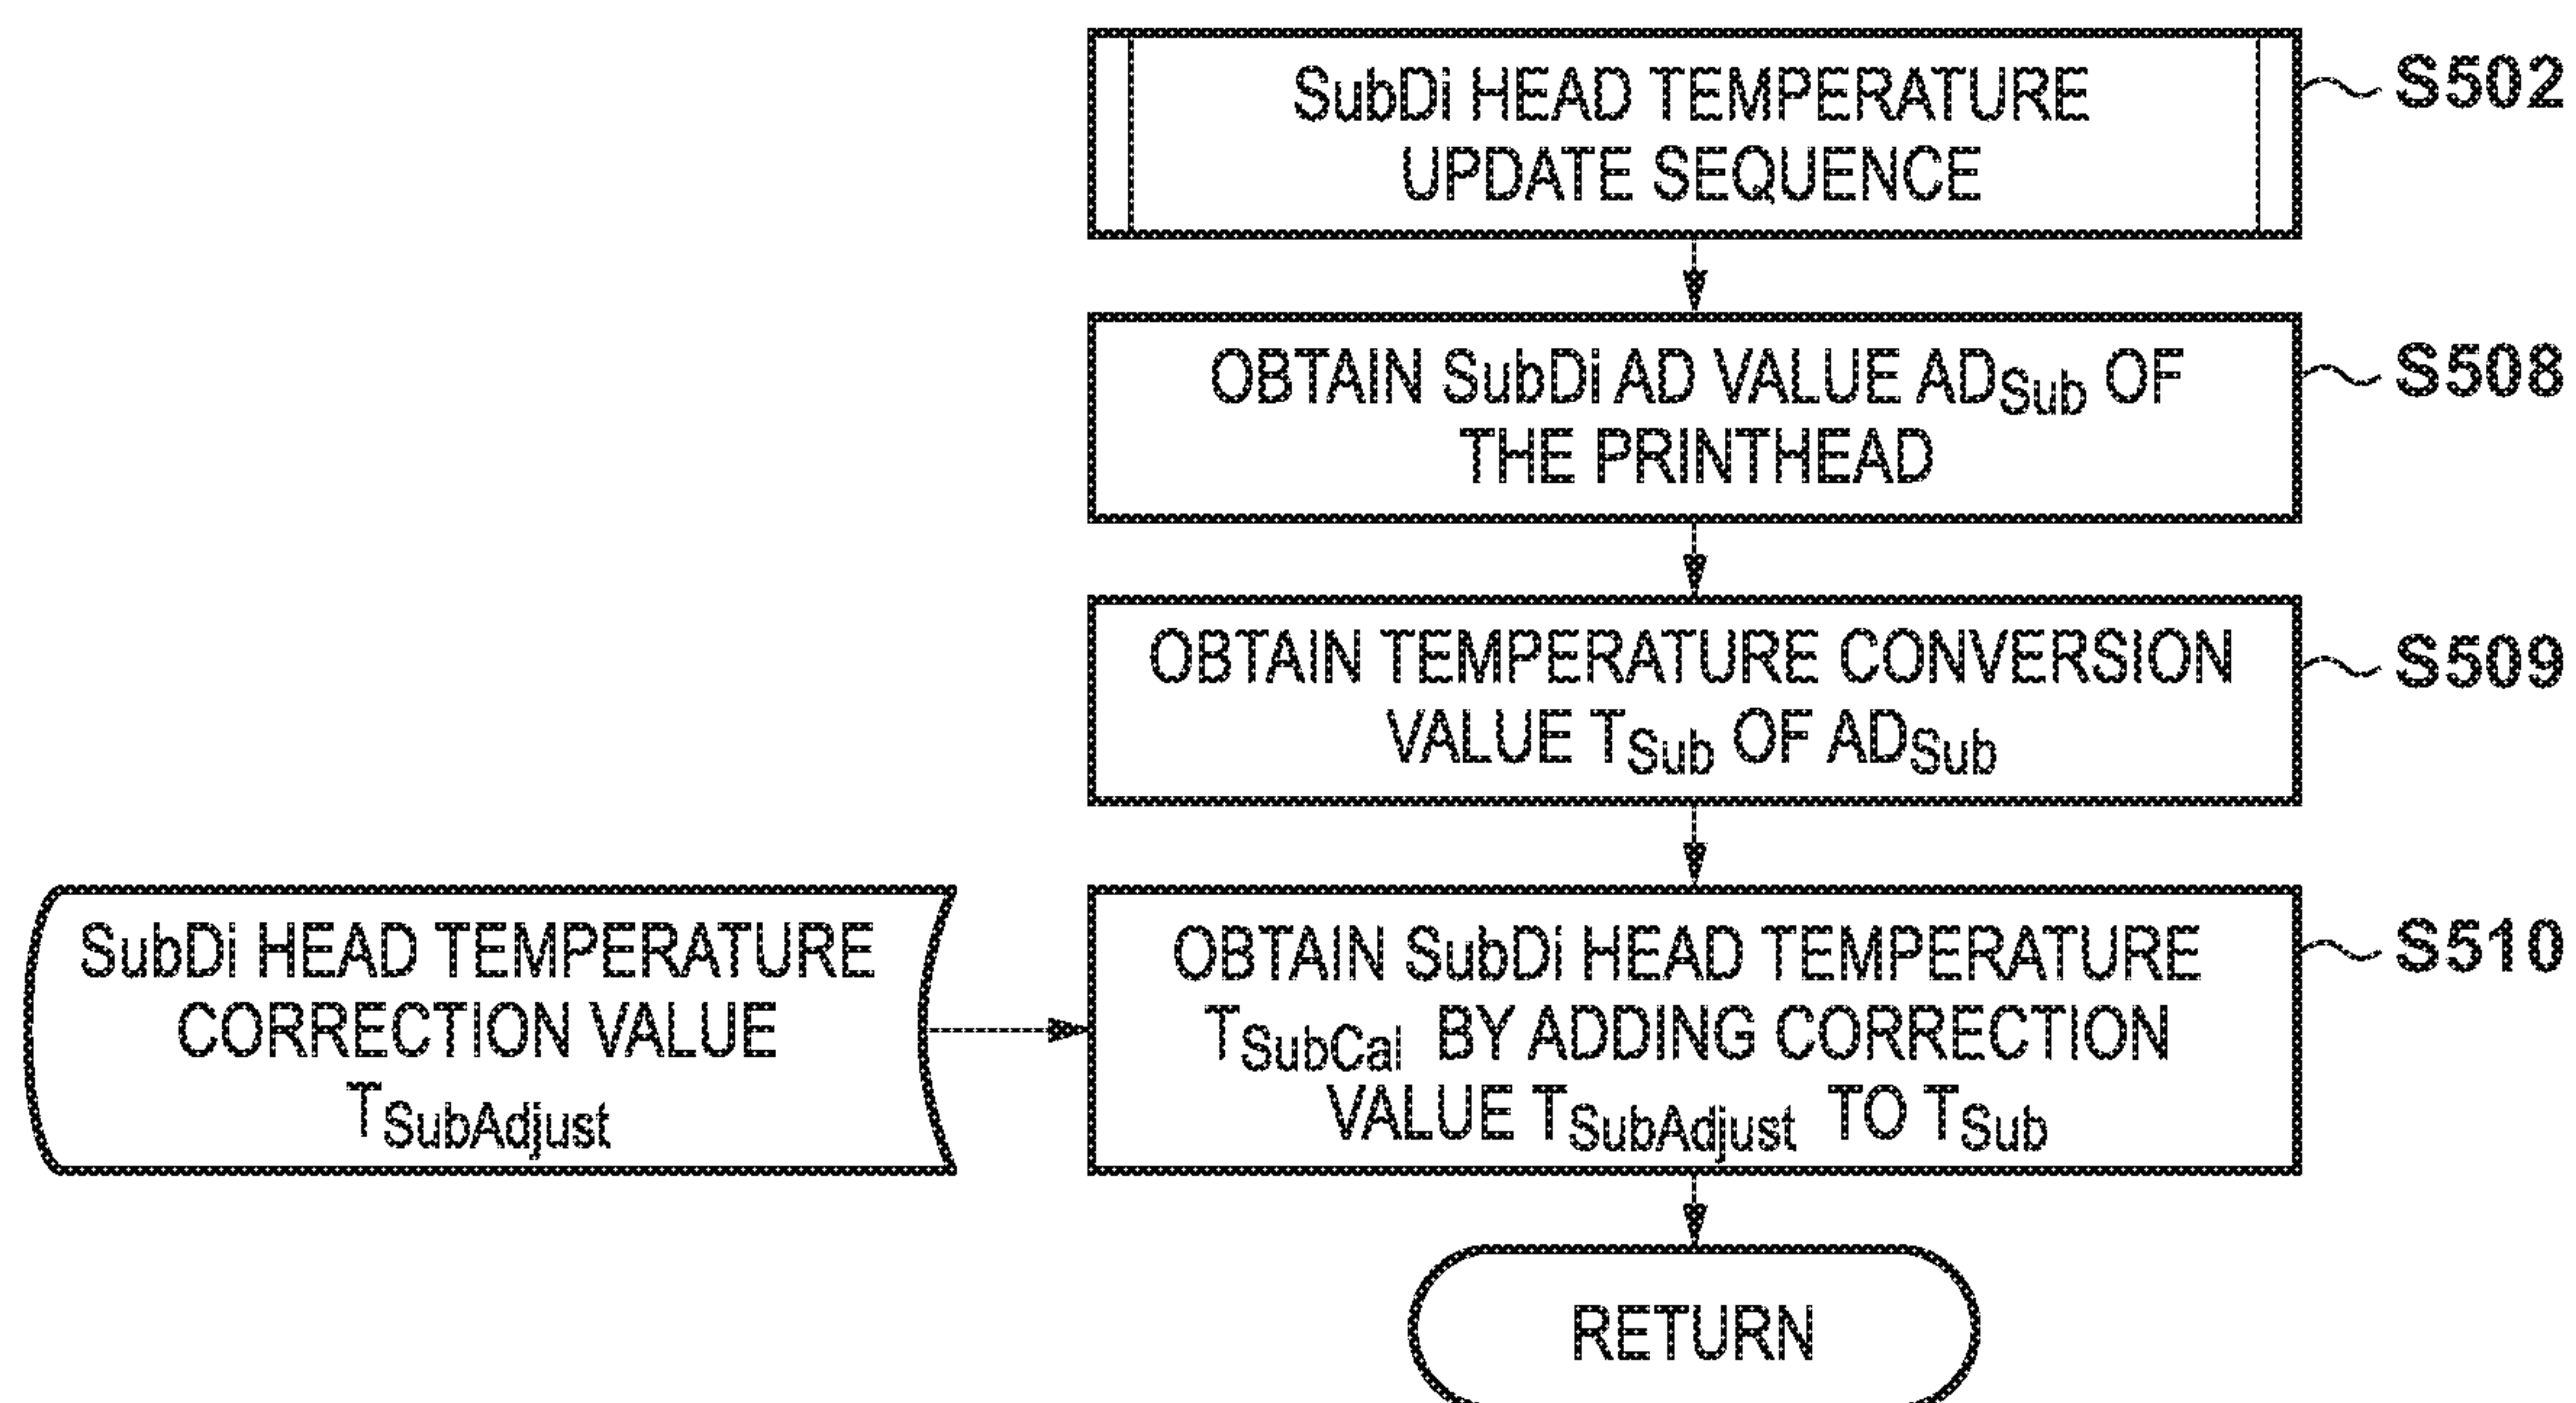 SubDi HEAD TEMPERATURE
UPDATE SEQUENCE
S502
OBTAIN SubDi AD VALUE ADSub OF
THE PRINTHEAD
S508
OBTAIN TEMPERATURE CONVERSION
VALUE TSub OF ADSub
S509
SubDi HEAD TEMPERATURE
CORRECTION VALUE
TSubAdjust
OBTAIN SubDi HEAD TEMPERATURE
TSubCal BY ADDING CORRECTION
VALUE TSubAdjust TO TSub
S510
RETURN